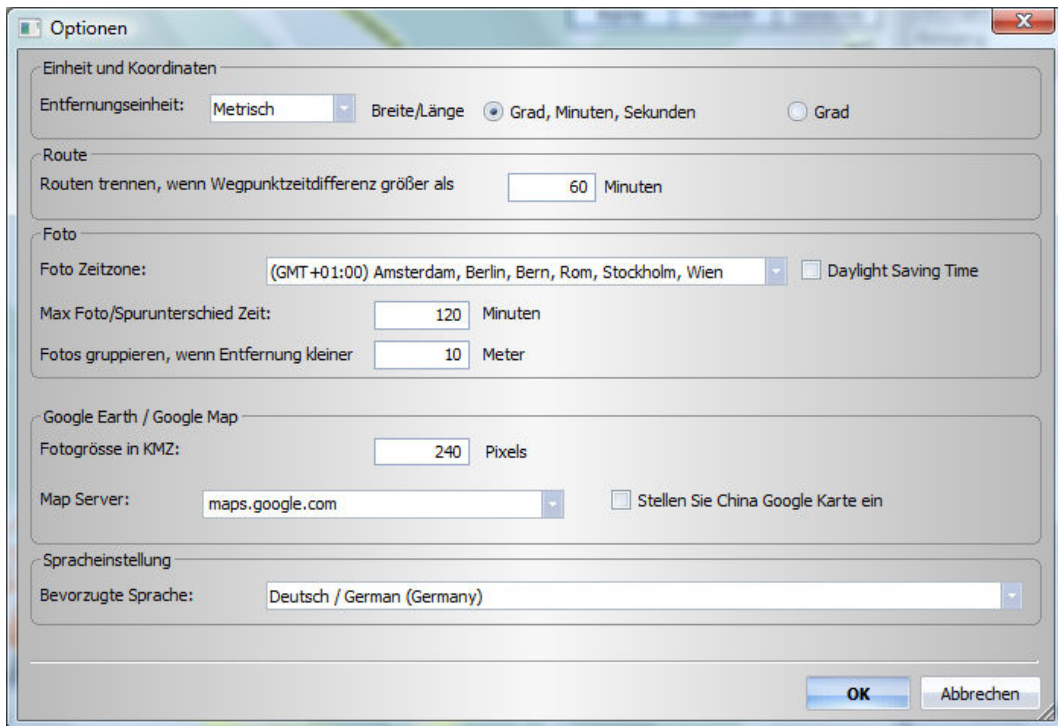 Optionen
Einheit und Koordinaten
Entfernungseinheit: Metrisch Breite/Länge Grad, Minuten, Sekunden Grad
Route
Routen trennen, wenn Wegpunktzeitdifferenz größer als 60 Minuten
Foto
Foto Zeitzone: (GMT+01:00) Amsterdam, Berlin, Bern, Rom, Stockholm, Wien Daylight Saving Time
Max Foto/Spurunterschied Zeit: 120 Minuten
Fotos gruppieren, wenn Entfernung kleiner 10 Meter
Google Earth / Google Map
Fotogrösse in KMZ: 240 Pixels
Map Server: maps.google.com Stellen Sie China Google Karte ein
Spracheinstellung
Bevorzugte Sprache: Deutsch / German (Germany)
OK Abbrechen